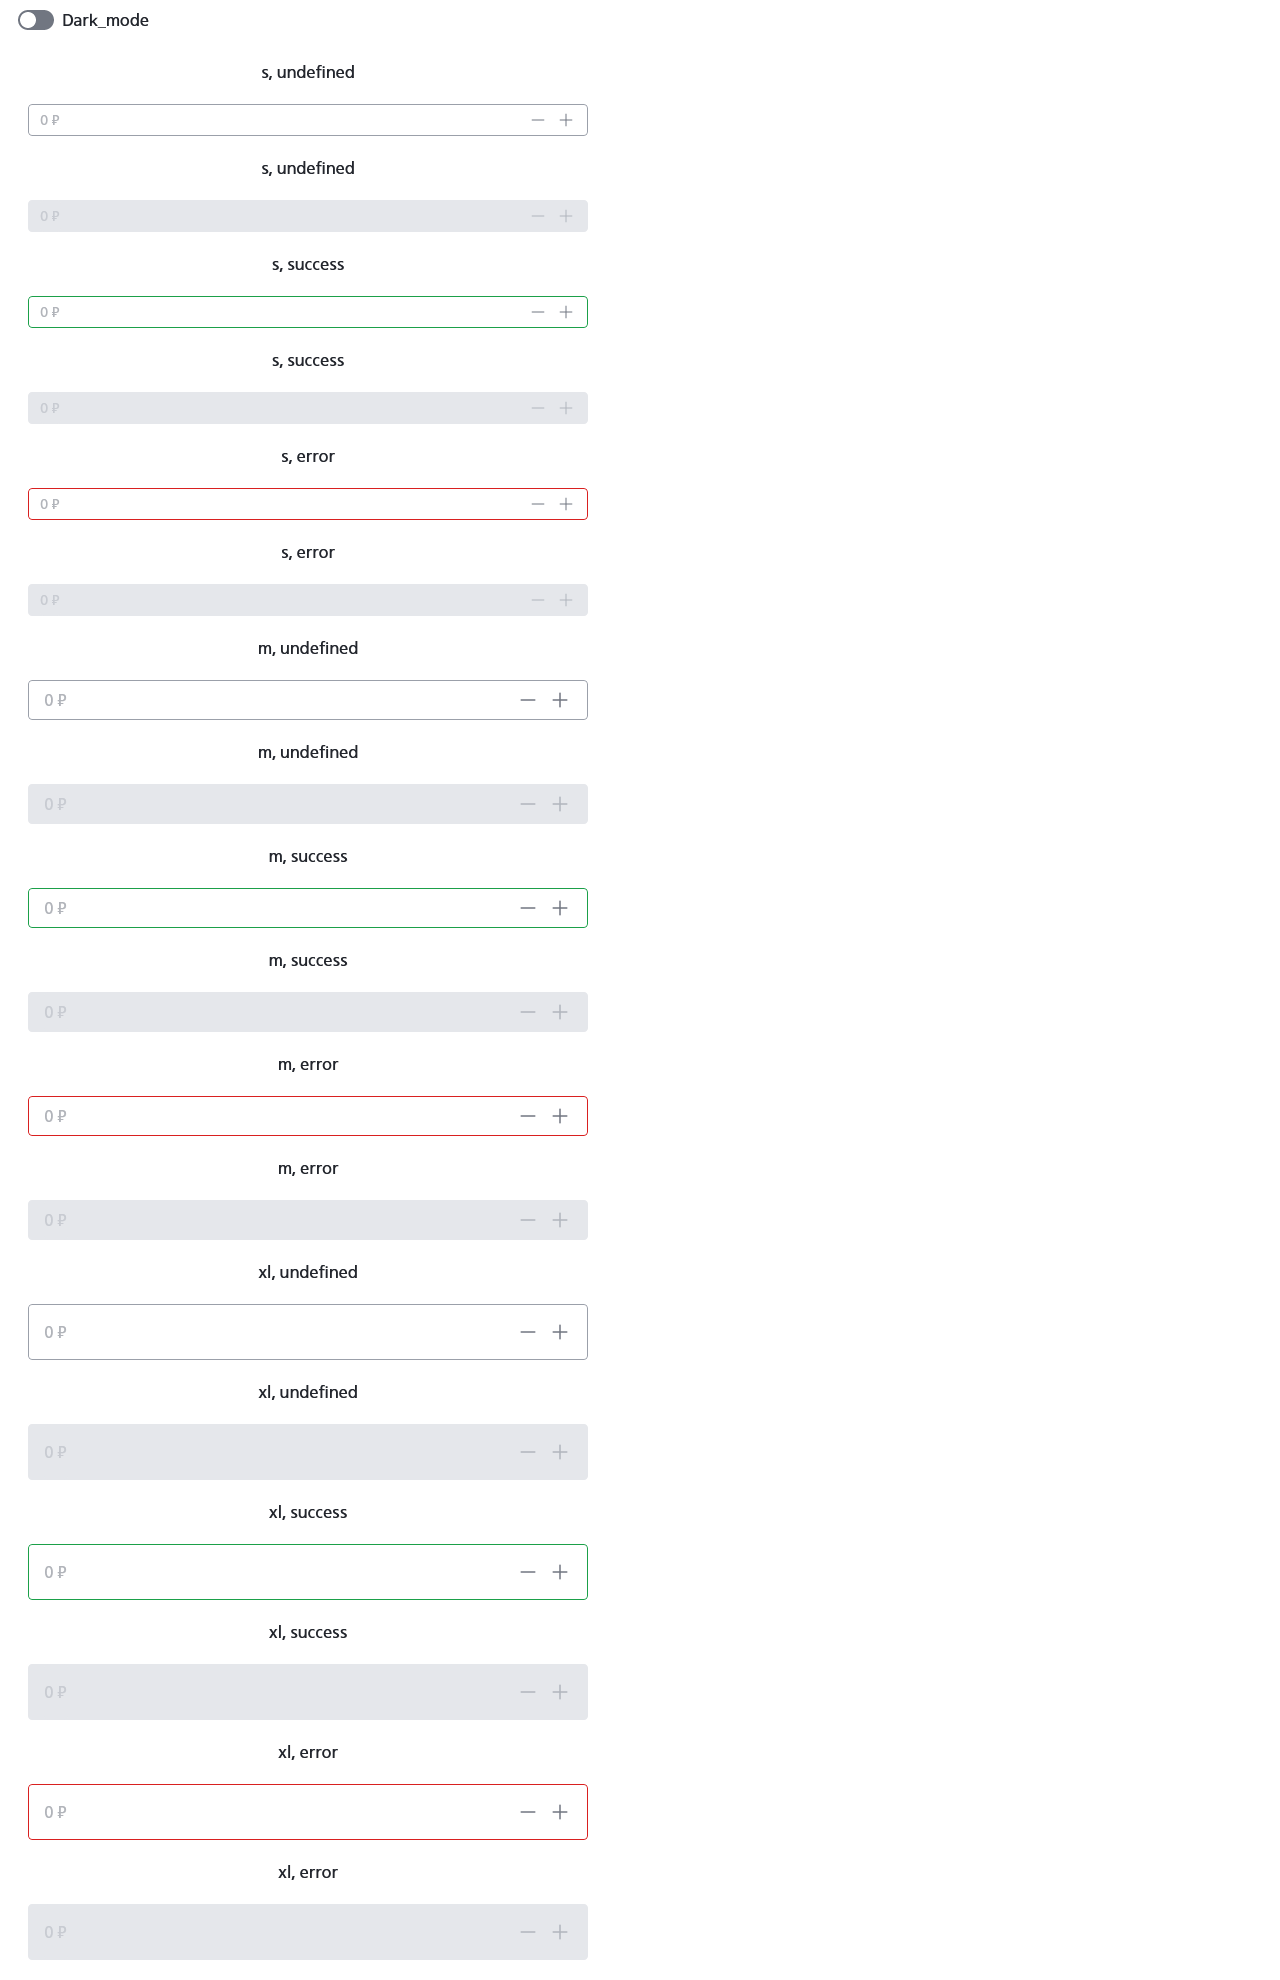 Dark_mode
s, undefined
0 ₽
s, undefined
0 ₽
s, success
0 ₽
s, success
0 ₽
s, error
0 ₽
s, error
0 ₽
m, undefined
0 ₽
m, undefined
0 ₽
m, success
0 ₽
m, success
0 ₽
m, error
0 ₽
m, error
0 ₽
xl, undefined
0 ₽
xl, undefined
0 ₽
xl, success
0 ₽
xl, success
0 ₽
xl, error
0 ₽
xl, error
0 ₽